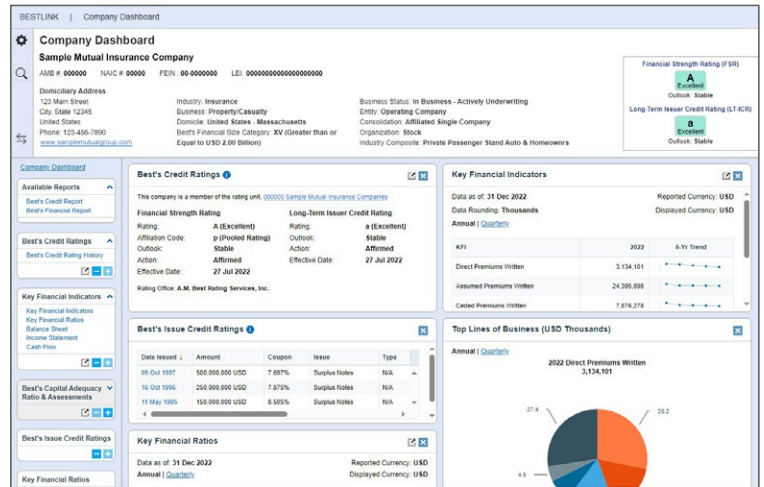 BESTLINK | Company Dashboard
Company Dashboard
Sample Mutual Insurance Company
AMB #: 000000 NAIC #: 00000 FEIN : 00-0000000 LEI: 00000000000000000000
Domiciliary Address
123 Main Street
City, State 12345
United States
Phone: 123-456-7890
www.samplemutualgroup.com
Industry: Insurance
Business: Property/Casualty
Domicile: United States - Massachusetts
Best's Financial Size Category: XV (Greater than or
Equal to USD 2.00 Billion)
Business Status: In Business - Actively Underwriting
Entity: Operating Company
Consolidation: Affiliated Single Company
Organization: Stock
Industry Composite: Private Passenger Stand Auto & Homeownrs
Financial Strength Rating (FSR)
A
Excellent
Outlook: Stable
Long-Term Issuer Credit Rating (LT-ICR)
a
Excellent
Outlook: Stable
Company Dashboard
Available Reports
Best's Credit Report
Best's Financial Report
Best's Credit Ratings
Best's Credit Rating History
Key Financial Indicators
Key Financial Indicators
Key Financial Ratios
Balance Sheet
Income Statement
Cash Flow
Best's Capital Adequacy
Ratio & Assessments
Best's Issue Credit Ratings
Key Financial Ratios
Best's Credit Ratings
This company is a member of the rating unit, 000000 Sample Mutual Insurance Companies
Financial Strength Rating
Rating: A (Excellent)
Affiliation Code: p (Pooled Rating)
Outlook: Stable
Action: Affirmed
Effective Date: 27 Jul 2022
Long-Term Issuer Credit Rating
Rating: a (Excellent)
Outlook: Stable
Action: Affirmed
Effective Date: 27 Jul 2022
Rating Office: A.M. Best Rating Services, Inc.
Best's Issue Credit Ratings
Date Issued ↓ Amount Coupon Issue Type
09 Oct 1997 500,000,000 USD 7.697% Surplus Notes N/A
16 Oct 1996 250,000,000 USD 7.875% Surplus Notes N/A
11 May 1995 150,000,000 USD 8.505% Surplus Notes N/A
Key Financial Ratios
Data as of: 31 Dec 2022 Reported Currency: USD
Annual | Quarterly Displayed Currency: USD
Key Financial Indicators
Data as of: 31 Dec 2022 Reported Currency: USD
Data Rounding: Thousands Displayed Currency: USD
Annual | Quarterly
KFI 2022 5-Yr Trend
Direct Premiums Written 3,134,101
Assumed Premiums Written 24,395,898
Ceded Premiums Written 7,876,278
Top Lines of Business (USD Thousands)
Annual | Quarterly
2022 Direct Premiums Written
3,134,101
27.4
26.2
4.8